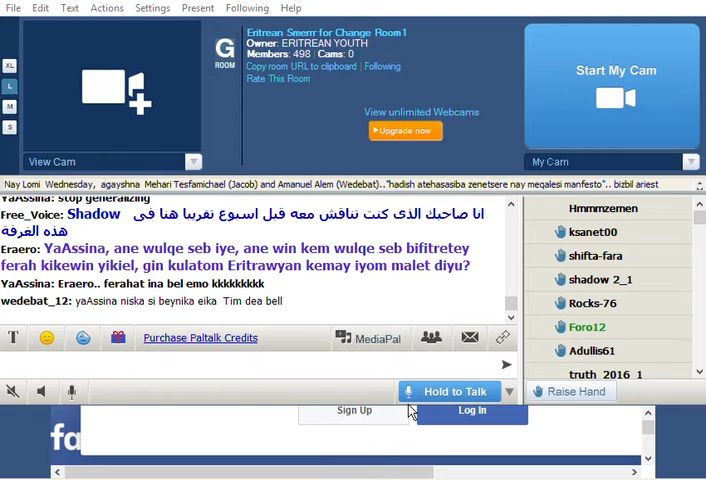 File Edit Text Actions Settings Present Following Help
XL
L
M
S
View Cam
G
ROOM
Eritrean Smerrr for Change Room1
Owner: ERITREAN YOUTH
Members: 498 | Cams: 0
Copy room URL to clipboard | Following
Rate This Room
View unlimited Webcams
Upgrade now
Start My Cam
My Cam
Nay Lomi Wednesday, agayshna Mehari Tesfamichael (Jacob) and Amanuel Alem (Wedebat).."hadish atehasasiba zenetsere nay meqalesi manfesto".. bizbil ariest
YaAssina: stop generalizing
Free_Voice: Shadow انا صاحبك الذى كنت تناقش معه قبل اسبوع تقريبا هنا فى
هذه الغرفة
Eraero: YaAssina, ane wulqe seb iye, ane win kem wulqe seb bifitretey
ferah kikewin yikiel, gin kulatom Eritrawyan kemay iyom malet diyu?
YaAssina: Eraero.. ferahat ina bel emo kkkkkkkkk
wedebat_12: yaAssina niska si beynika eika Tim dea bell
Hmmmzemen
ksanet00
shifta-fara
shadow 2_1
Rocks-76
Foro12
Adullis61
truth_2016_1
T
Purchase Paltalk Credits
MediaPal
Hold to Talk
Raise Hand
fa
Sign Up
Log In